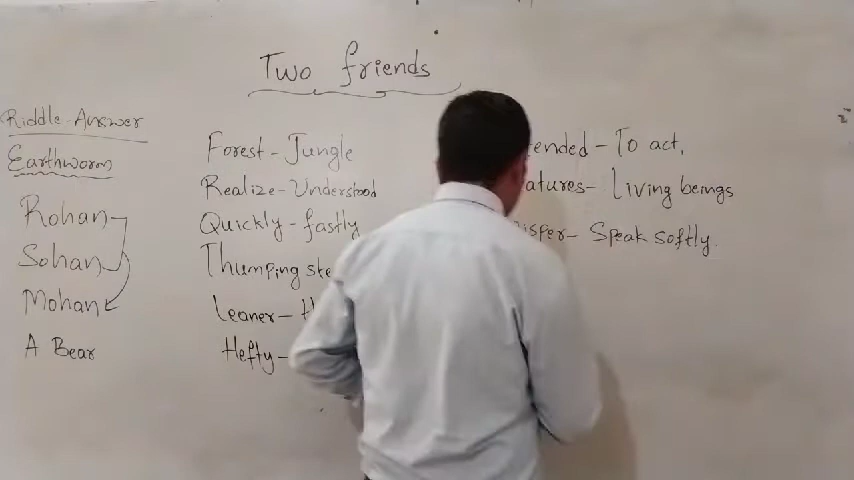 Two friends
Riddle-Answer
Earthworm
Rohan
Sohan
Mohan
A Bear
Forest - Jungle
Realize - Understood
Quickly - fastly
Thumping ste
Leaner - H
Hefty -
tended - To act,
atures - Living beings
isper - Speak softly.